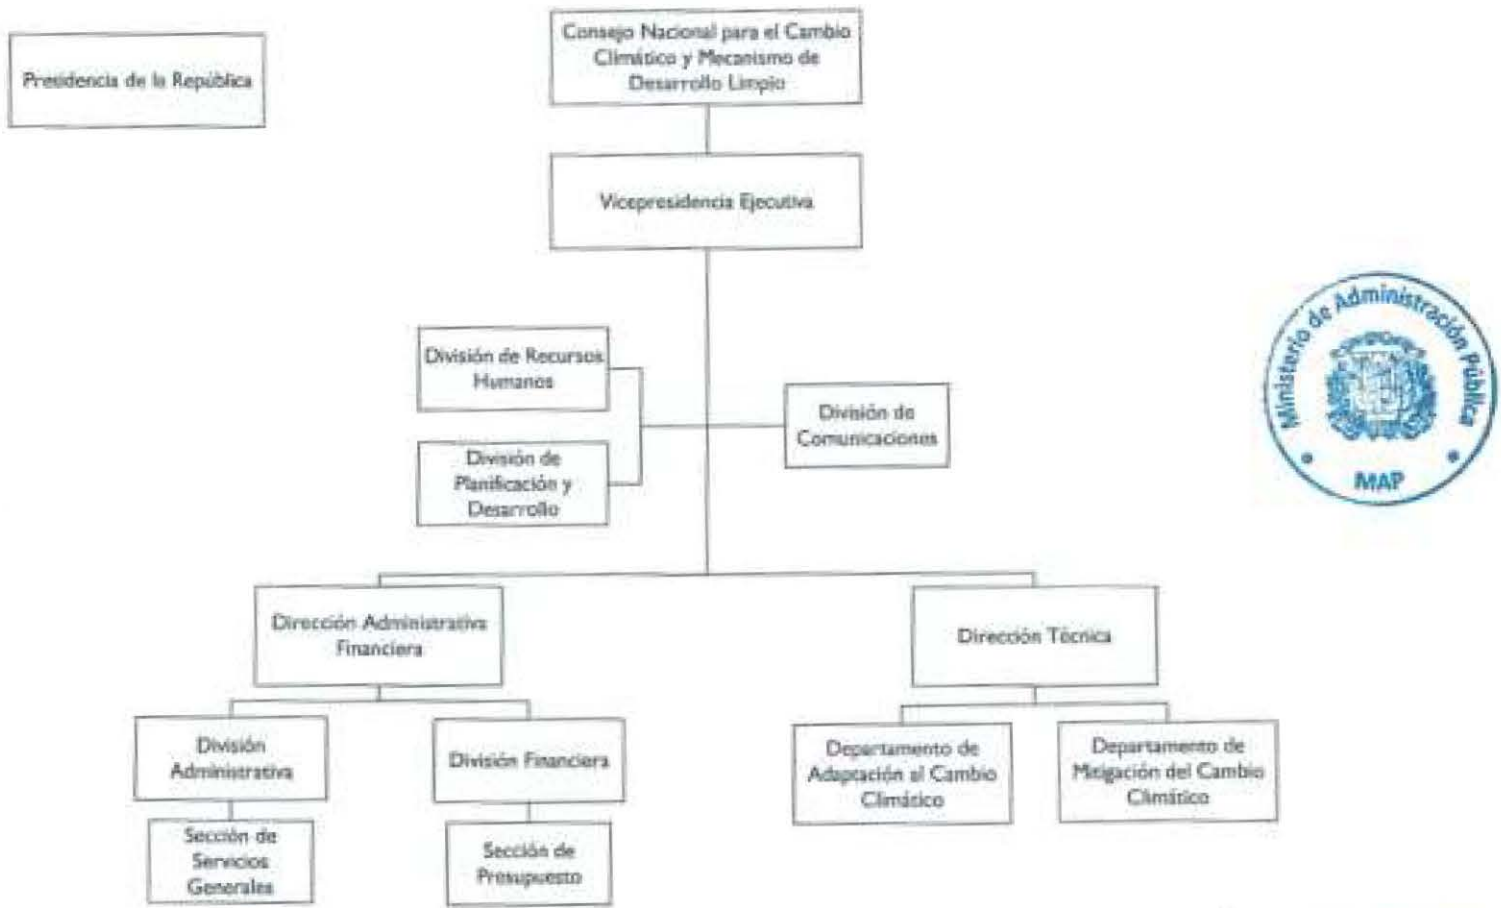 Presidencia de la República
Consejo Nacional para el Cambio
Climático y Mecanismo de
Desarrollo Limpio
Vicepresidencia Ejecutiva
División de Recursos
Humanos
División de
Comunicaciones
División de
Planificación y
Desarrollo
Ministerio de Administración Pública
MAP
Dirección Administrativa
Financiera
Dirección Técnica
División
Administrativa
División Financiera
Departamento de
Adaptación al Cambio
Climático
Departamento de
Mitigación del Cambio
Climático
Sección de
Servicios
Generales
Sección de
Presupuesto